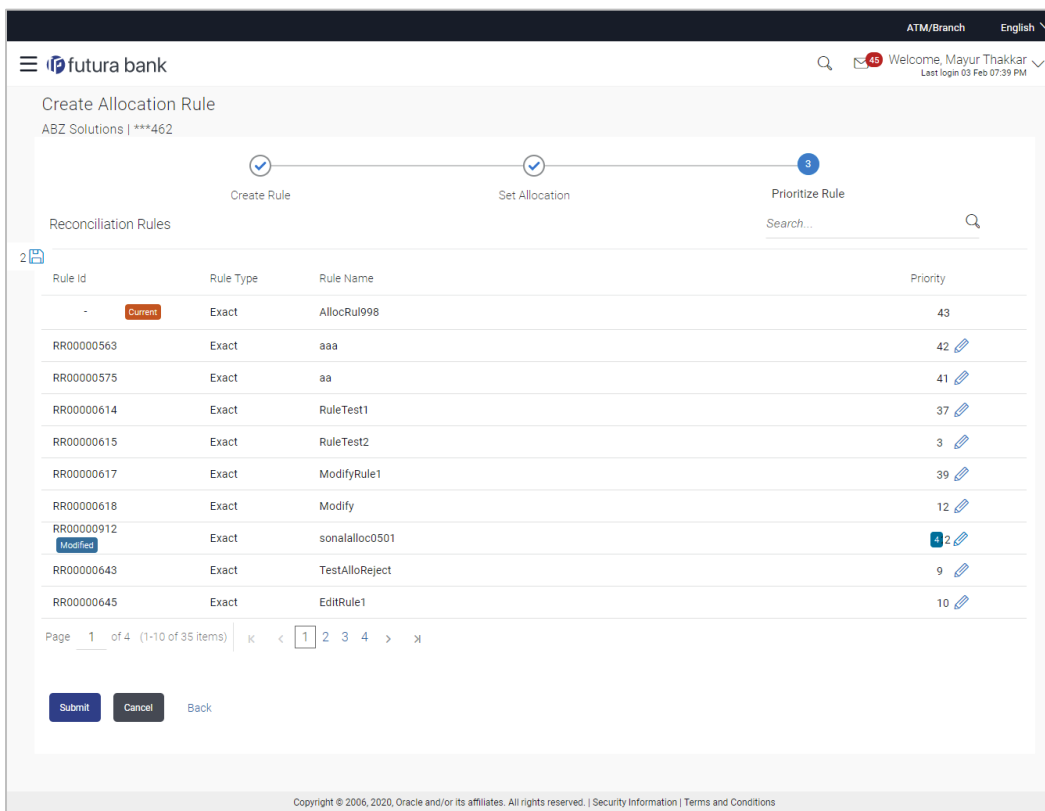 ATM/Branch English
futura bank 45 Welcome, Mayur Thakkar
Last login 03 Feb 07:39 PM
Create Allocation Rule
ABZ Solutions | ***462
3
Create Rule Set Allocation Prioritize Rule
Reconciliation Rules Search...
2
Rule Id Rule Type Rule Name Priority
- Current Exact AllocRul998 43
RR00000563 Exact aaa 42
RR00000575 Exact aa 41
RR00000614 Exact RuleTest1 37
RR00000615 Exact RuleTest2 3
RR00000617 Exact ModifyRule1 39
RR00000618 Exact Modify 12
RR00000912 Exact sonalalloc0501 4 2
Modified
RR00000643 Exact TestAlloReject 9
RR00000645 Exact EditRule1 10
Page 1 of 4 (1-10 of 35 items) K < 1 2 3 4 > >|
Submit Cancel Back
Copyright © 2006, 2020, Oracle and/or its affiliates. All rights reserved. | Security Information | Terms and Conditions